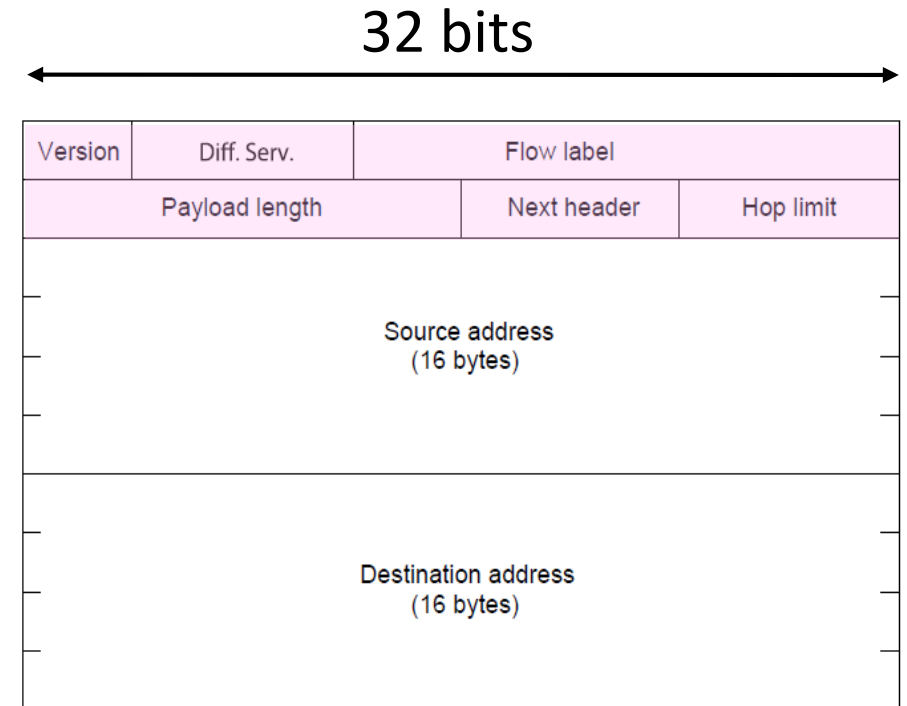 32 bits
Version Diff. Serv. Flow label
Payload length Next header Hop limit
Source address
(16 bytes)
Destination address
(16 bytes)